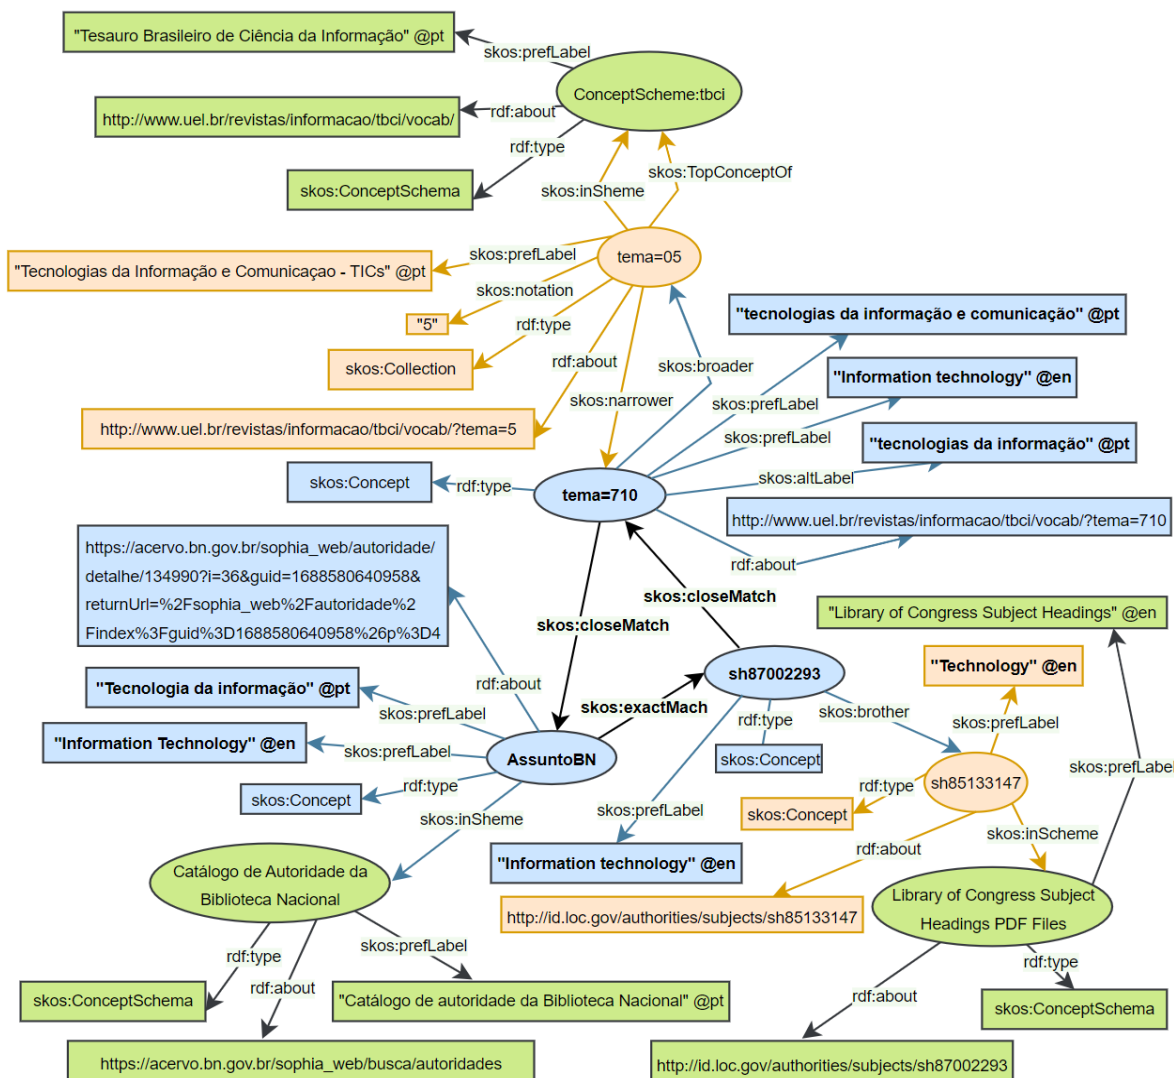 "Tesauro Brasileiro de Ciência da Informação" @pt
skos:prefLabel
ConceptScheme:tbci
http://www.uel.br/revistas/informacao/tbci/vocab/
rdf:about
rdf:type
skos:ConceptSchema
skos:inSheme
skos:TopConceptOf
"Tecnologias da Informação e Comunicaçao - TICs" @pt
skos:prefLabel
tema=05
skos:notation
"5"
rdf:type
skos:Collection
rdf:about
skos:broader
"tecnologias da informação e comunicação" @pt
"Information technology" @en
skos:narrower
skos:prefLabel
http://www.uel.br/revistas/informacao/tbci/vocab/?tema=5
skos:prefLabel
"tecnologias da informação" @pt
skos:Concept
rdf:type
tema=710
skos:altLabel
http://www.uel.br/revistas/informacao/tbci/vocab/?tema=710
https://acervo.bn.gov.br/sophia_web/autoridade/
detalhe/134990?i=36&guid=16885880640958&
returnUrl=%2Fsophia_web%2Fautoridade%2
Findex%3Fguid%3D1688580640958%26p%3D4
rdf:about
skos:closeMatch
skos:closeMatch
"Library of Congress Subject Headings" @en
"Technology" @en
sh87002293
"Tecnologia da informação" @pt
rdf:about
skos:exactMach
rdf:type
skos:brother
skos:prefLabel
skos:prefLabel
"Information Technology" @en
skos:prefLabel
AssuntoBN
skos:Concept
skos:prefLabel
sh85133147
skos:Concept
rdf:type
rdf:type
skos:Concept
skos:prefLabel
skos:inSheme
skos:inScheme
rdf:about
"Information technology" @en
Catálogo de Autoridade da
Biblioteca Nacional
http://id.loc.gov/authorities/subjects/sh85133147
Library of Congress Subject
Headings PDF Files
skos:prefLabel
rdf:type
rdf:about
rdf:type
rdf:about
skos:ConceptSchema
"Catálogo de autoridade da Biblioteca Nacional" @pt
skos:ConceptSchema
https://acervo.bn.gov.br/sophia_web/busca/autoridades
http://id.loc.gov/authorities/subjects/sh87002293